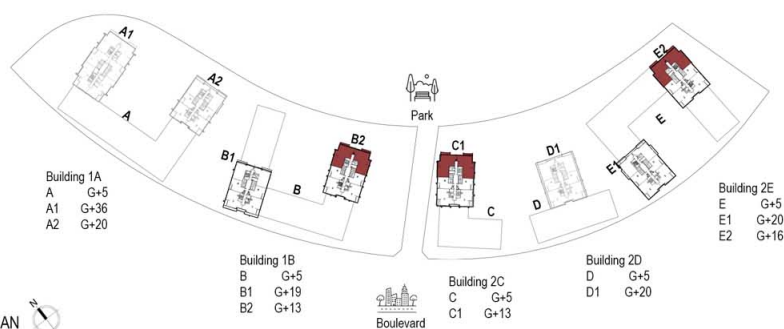 A1
A2
A
Park
E2
E
E1
B2
B1
B
C1
C
D1
D
Building 1A
A G+5
A1 G+36
A2 G+20
Building 1B
B G+5
B1 G+19
B2 G+13
Boulevard
Building 2C
C G+5
C1 G+13
Building 2D
D G+5
D1 G+20
Building 2E
E G+5
E1 G+20
E2 G+16
AN
N